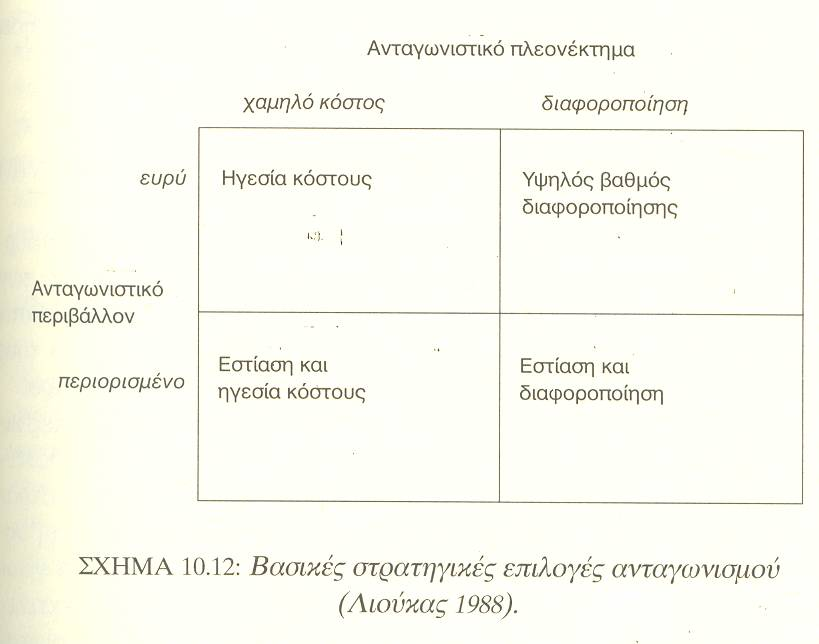 Ανταγωνιστικό πλεονέκτημα
χαμηλό κόστος διαφοροποίηση
ευρύ
Ηγεσία κόστους
Υψηλός βαθμός
διαφοροποίησης
Ανταγωνιστικό
περιβάλλον
περιορισμένο
Εστίαση και
ηγεσία κόστους
Εστίαση και
διαφοροποίηση
ΣΧΗΜΑ 10.12: Βασικές στρατηγικές επιλογές ανταγωνισμού
(Λιούκας 1988).